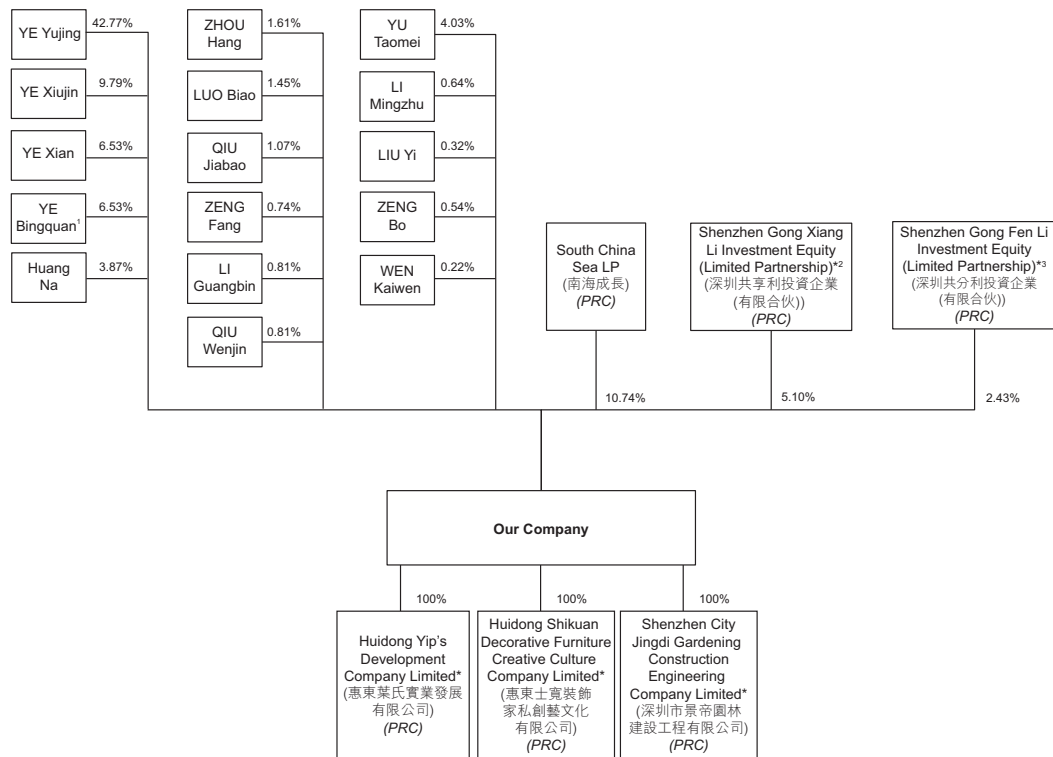 YE Yujing
42.77%
YE Xiujin
9.79%
YE Xian
6.53%
YE
Bingquan1
6.53%
Huang
Na
3.87%
ZHOU
Hang
1.61%
LUO Biao
1.45%
QIU
Jiabao
1.07%
ZENG
Fang
0.74%
LI
Guangbin
0.81%
QIU
Wenjin
0.81%
YU
Taomei
4.03%
LI
Mingzhu
0.64%
LIU Yi
0.32%
ZENG
Bo
0.54%
WEN
Kaiwen
0.22%
South China
Sea LP
(南海成長)
(PRC)
10.74%
Shenzhen Gong Xiang
Li Investment Equity
(Limited Partnership)*2
(深圳共享利投資企業
(有限合伙))
(PRC)
5.10%
Shenzhen Gong Fen Li
Investment Equity
(Limited Partnership)*3
(深圳共分利投資企業
(有限合伙))
(PRC)
2.43%
Our Company
100%
Huidong Yip's
Development
Company Limited*
(惠東葉氏實業發展
有限公司)
(PRC)
100%
Huidong Shikuan
Decorative Furniture
Creative Culture
Company Limited*
(惠東士寬裝飾
家私創藝文化
有限公司)
(PRC)
100%
Shenzhen City
Jingdi Gardening
Construction
Engineering
Company Limited*
(深圳市景帝園林
建設工程有限公司)
(PRC)